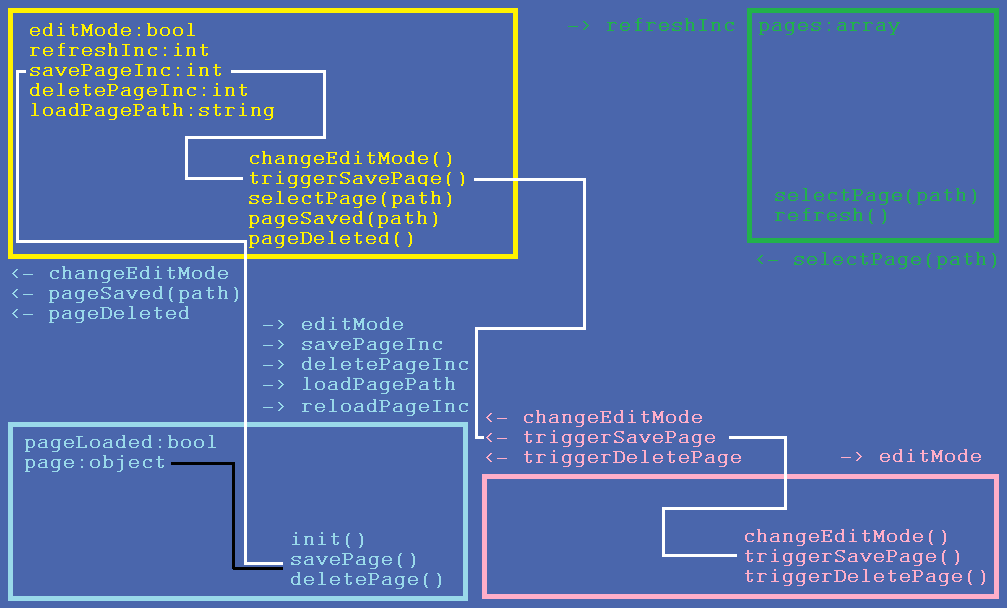 editMode:bool
refreshInc:int
savePageInc:int
deletePageInc:int
loadPagePath:string
changeEditMode()
triggerSavePage()
selectPage(path)
pageSaved(path)
pageDeleted()
-> refreshInc
pages:array
selectPage(path)
refresh()
<- selectPage(path)
<- changeEditMode
<- pageSaved(path)
<- pageDeleted
-> editMode
-> savePageInc
-> deletePageInc
-> loadPagePath
-> reloadPageInc
pageLoaded:bool
page:object
init()
savePage()
deletePage()
<- changeEditMode
<- triggerSavePage
<- triggerDeletePage
-> editMode
changeEditMode()
triggerSavePage()
triggerDeletePage()